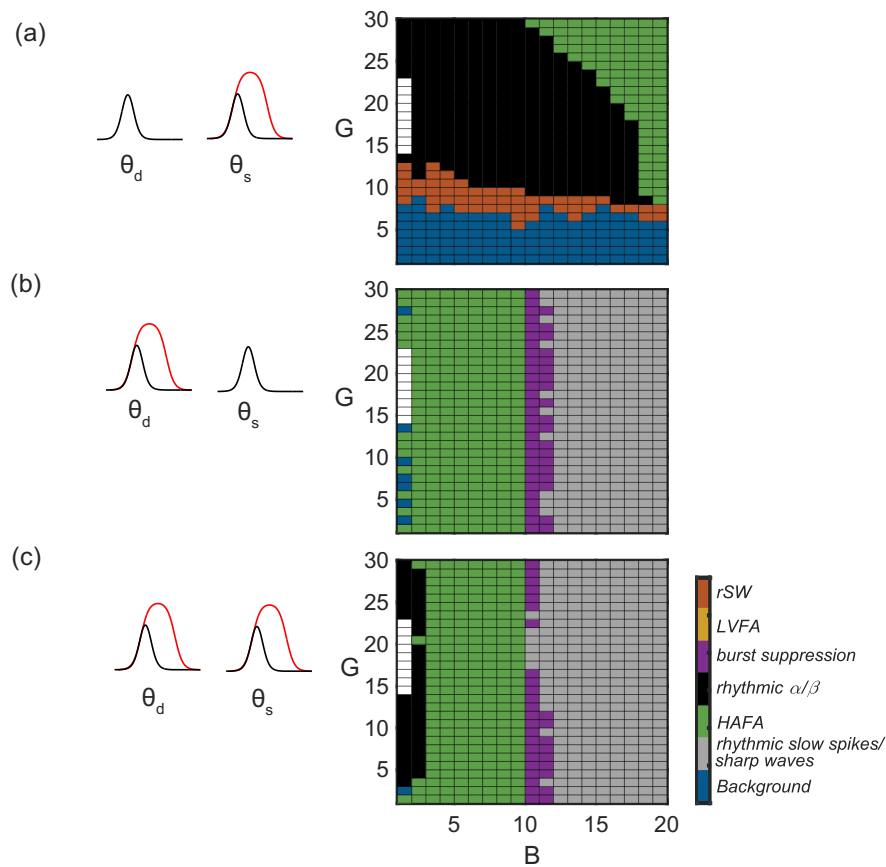 (a)
θd
θs
G
30
25
20
15
10
5
(b)
θd
θs
G
30
25
20
15
10
5
(c)
θd
θs
G
30
25
20
15
10
5
5
10
15
20
B
rSW
LVFA
burst suppression
rhythmic α/β
HAFA
rhythmic slow spikes/
sharp waves
Background